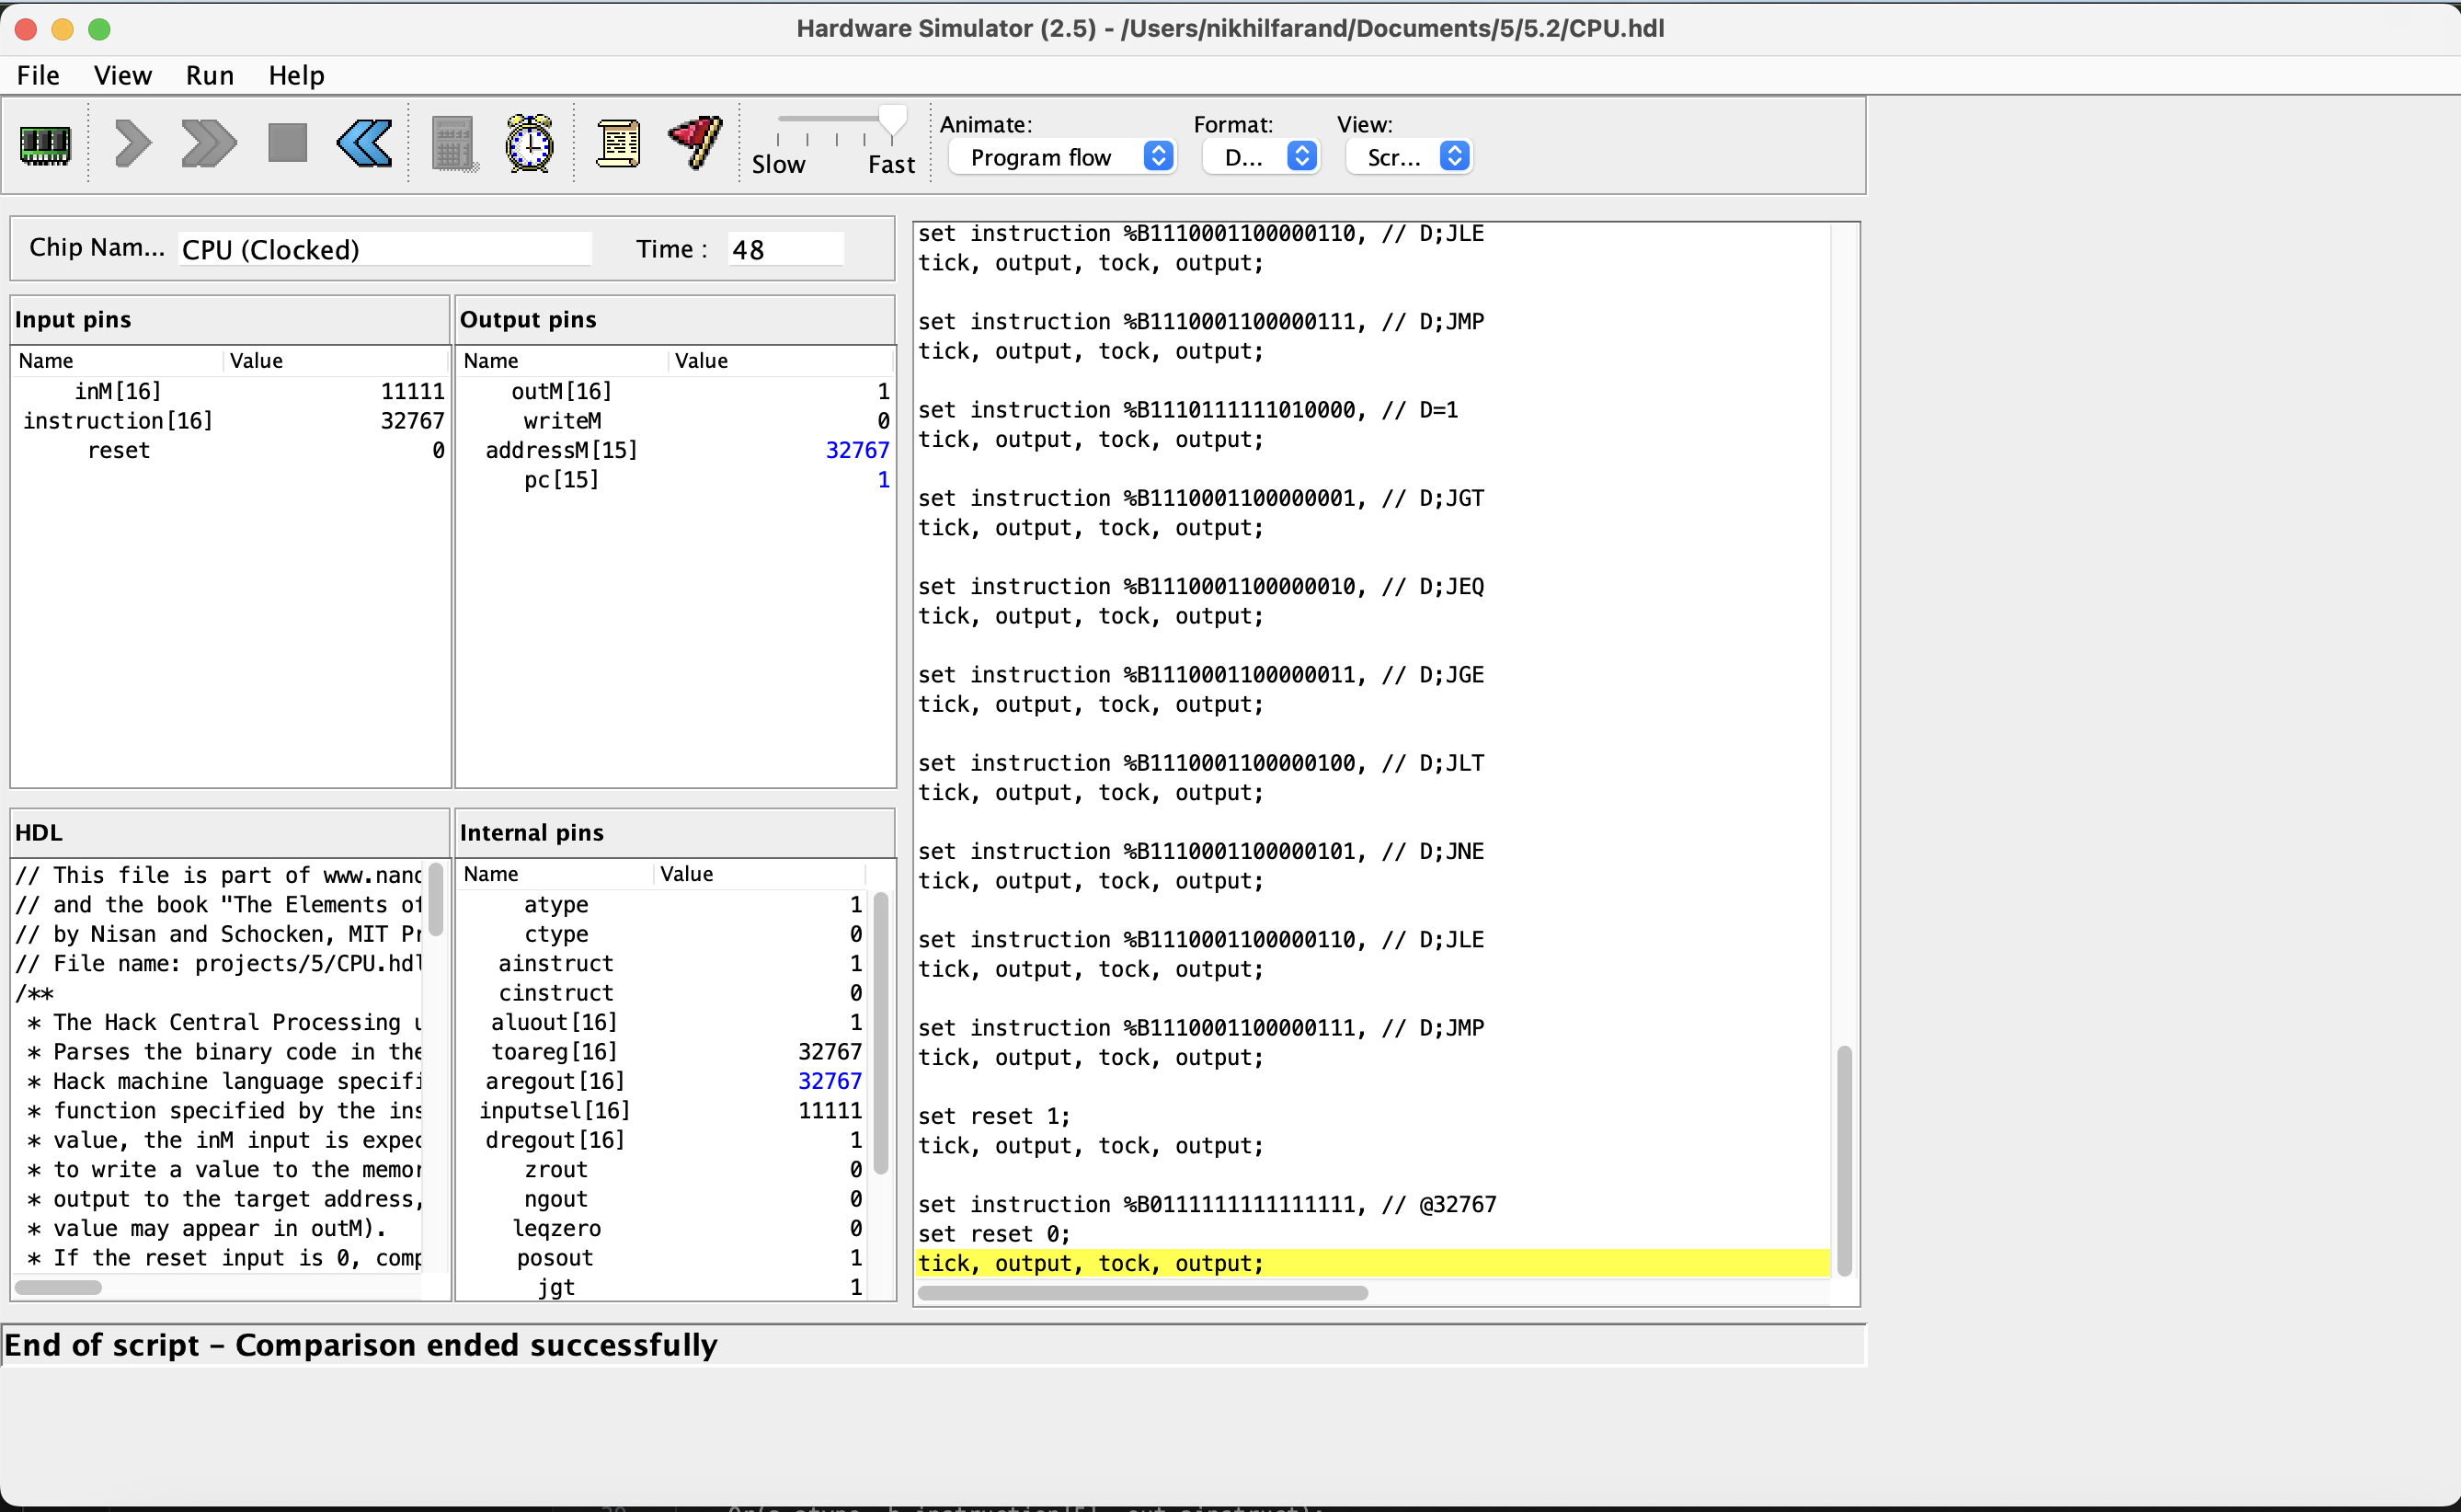 Hardware Simulator (2.5) - /Users/nikhilfarand/Documents/5/5.2/CPU.hdl
File View Run Help
Slow Fast
Animate: Format: View:
Program flow D... Scr...
Chip Nam... CPU (Clocked) Time : 48
Input pins
Name Value
inM[16] 11111
instruction[16] 32767
reset 0
Output pins
Name Value
outM[16] 1
writeM 0
addressM[15] 32767
pc[15] 1
HDL
// This file is part of www.nand
// and the book "The Elements of
// by Nisan and Schocken, MIT Pr
// File name: projects/5/CPU.hdl
/**
* The Hack Central Processing u
* Parses the binary code in the
* Hack machine language specifi
* function specified by the ins
* value, the inM input is expec
* to write a value to the memor
* output to the target address,
* value may appear in outM).
* If the reset input is 0, comp
Internal pins
Name Value
atype 1
ctype 0
ainstruct 1
cinstruct 0
aluout[16] 1
toareg[16] 32767
aregout[16] 32767
inputsel[16] 11111
dregout[16] 1
zrout 0
ngout 0
leqzero 0
posout 1
jgt 1
set instruction %B1110001100000110, // D;JLE
tick, output, tock, output;
set instruction %B1110001100000111, // D;JMP
tick, output, tock, output;
set instruction %B1110111111010000, // D=1
tick, output, tock, output;
set instruction %B1110001100000001, // D;JGT
tick, output, tock, output;
set instruction %B1110001100000010, // D;JEQ
tick, output, tock, output;
set instruction %B1110001100000011, // D;JGE
tick, output, tock, output;
set instruction %B1110001100000100, // D;JLT
tick, output, tock, output;
set instruction %B1110001100000101, // D;JNE
tick, output, tock, output;
set instruction %B1110001100000110, // D;JLE
tick, output, tock, output;
set instruction %B1110001100000111, // D;JMP
tick, output, tock, output;
set reset 1;
tick, output, tock, output;
set instruction %B0111111111111111, // @32767
set reset 0;
tick, output, tock, output;
End of script – Comparison ended successfully